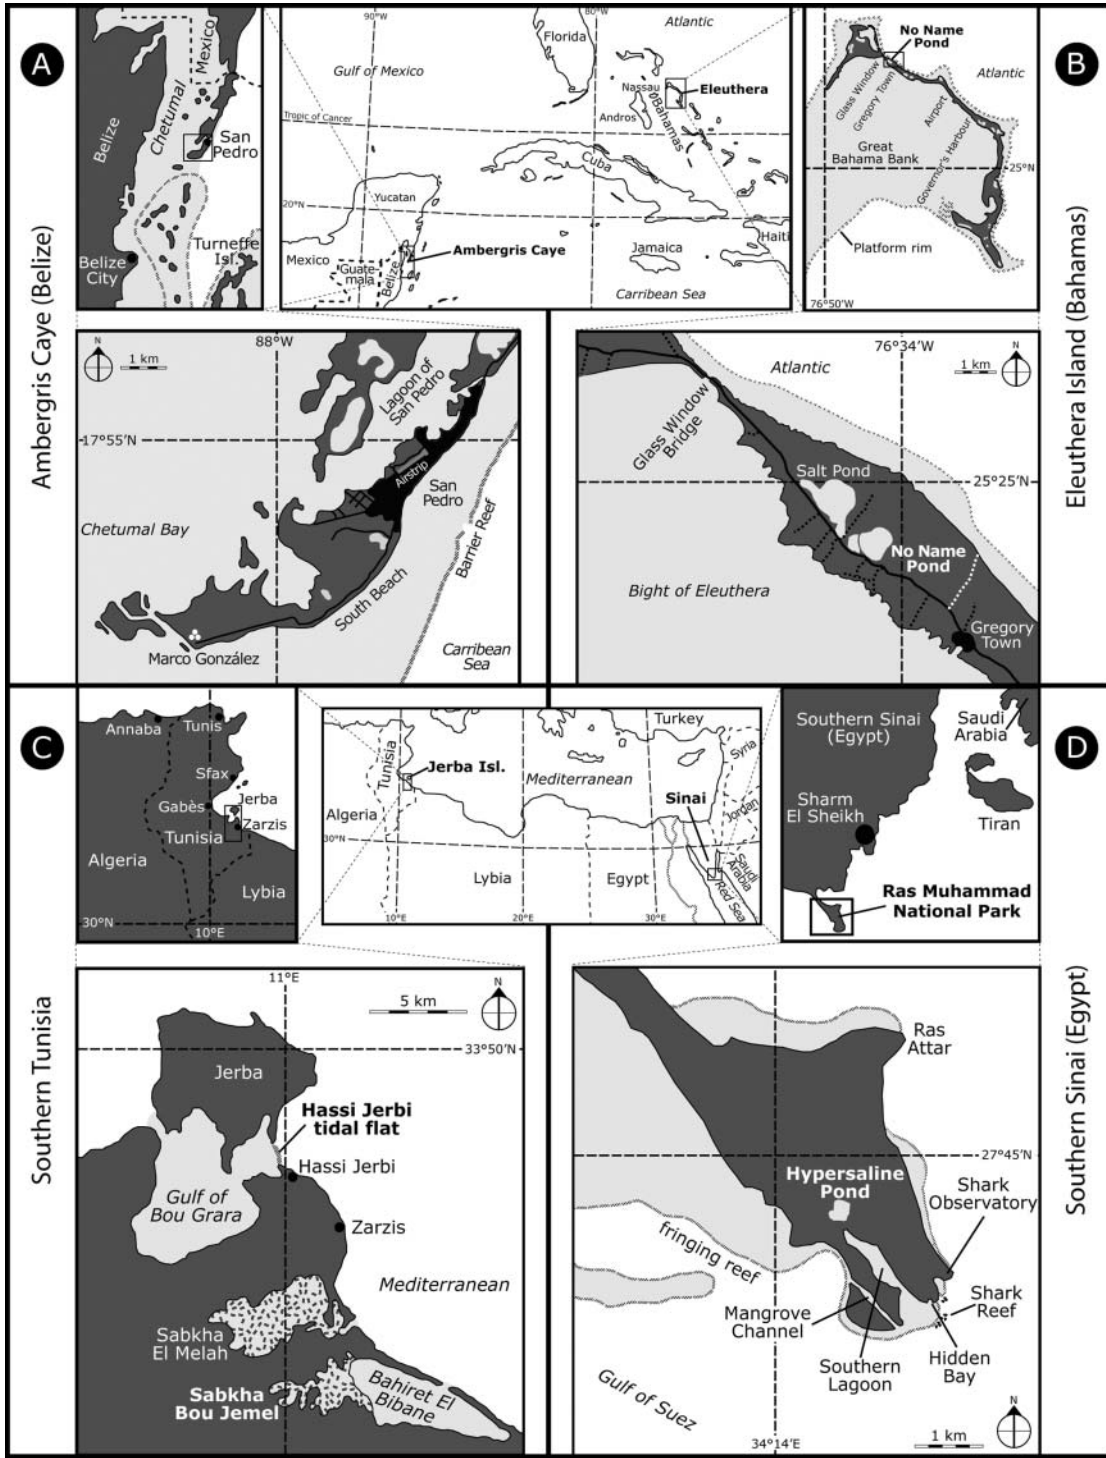 A
Ambergris Caye (Belize)
Mexico
Chetumal
Belize
San
Pedro
Turneffe
Isl.
Belize
City
90°W
80°W
Atlantic
Florida
Gulf of Mexico
Nassau
Eleuthera
Andros
Bahamas
Tropic of Cancer
Cuba
20°N
Yucatan
Haiti
Jamaica
Ambergris Caye
Mexico
Guate-
mala
Belize
Carribean Sea
B
Eleuthera Island (Bahamas)
No Name
Pond
Atlantic
Glass Window
Gregory Town
Airport
Governor's Harbour
Great
Bahama Bank
25°N
Platform rim
76°50'W
N
1 km
88°W
Lagoon of
San Pedro
17°55'N
Airstrip
San
Pedro
Chetumal Bay
Barrier Reef
South Beach
Marco González
Carribean
Sea
76°34'W
N
1 km
Atlantic
Glass Window
Bridge
Salt Pond
25°25'N
No Name
Pond
Bight of Eleuthera
Gregory
Town
C
Southern Tunisia
Annaba
Tunis
Sfax
Gabès
Jerba
Zarzis
Tunisia
Algeria
Lybia
30°N
10°E
Turkey
Tunisia
Syria
Jerba Isl.
Mediterranean
Algeria
Sinai
Jordan
30°N
Lybia
Egypt
Saudi
Arabia
Red Sea
10°E
20°E
30°E
D
Southern Sinai (Egypt)
Southern Sinai
(Egypt)
Saudi
Arabia
Sharm
El Sheikh
Tiran
Ras Muhammad
National Park
11°E
5 km
N
33°50'N
Jerba
Hassi Jerbi
tidal flat
Hassi Jerbi
Gulf of
Bou Grara
Zarzis
Mediterranean
Sabkha
El Melah
Sabkha
Bou Jemel
Bahiret El
Bibane
Ras
Attar
27°45'N
Hypersaline
Pond
Shark
Observatory
fringing reef
Mangrove
Channel
Shark
Reef
Southern
Lagoon
Hidden
Bay
Gulf of Suez
N
1 km
34°14'E